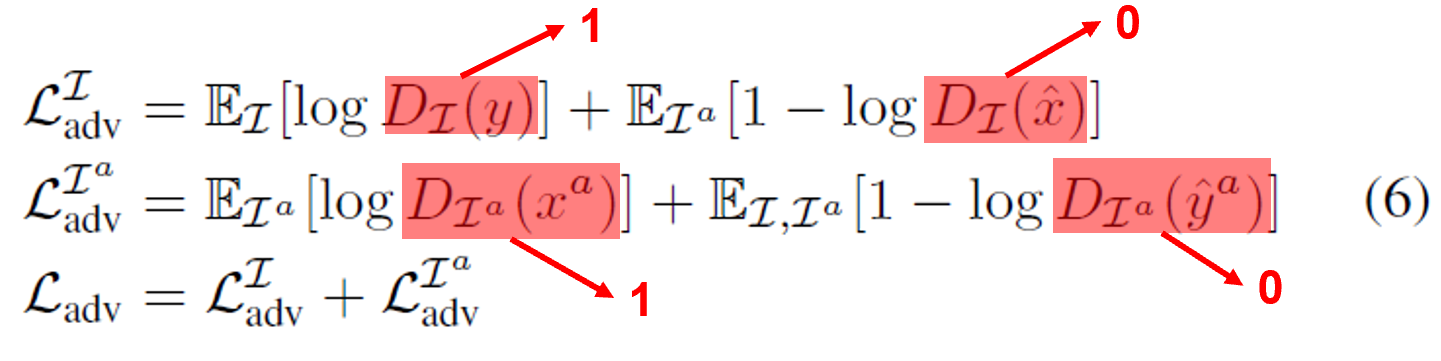 1 0
𝓛^𝓘_adv = 𝔼_𝓘[log D_𝓘(y)] + 𝔼_{𝓘^a}[1 − log D_𝓘(x̂)]
𝓛^{𝓘^a}_adv = 𝔼_{𝓘^a}[log D_{𝓘^a}(x^a)] + 𝔼_{𝓘,𝓘^a}[1 − log D_{𝓘^a}(ŷ^a)] (6)
1 0
𝓛_adv = 𝓛^𝓘_adv + 𝓛^{𝓘^a}_adv